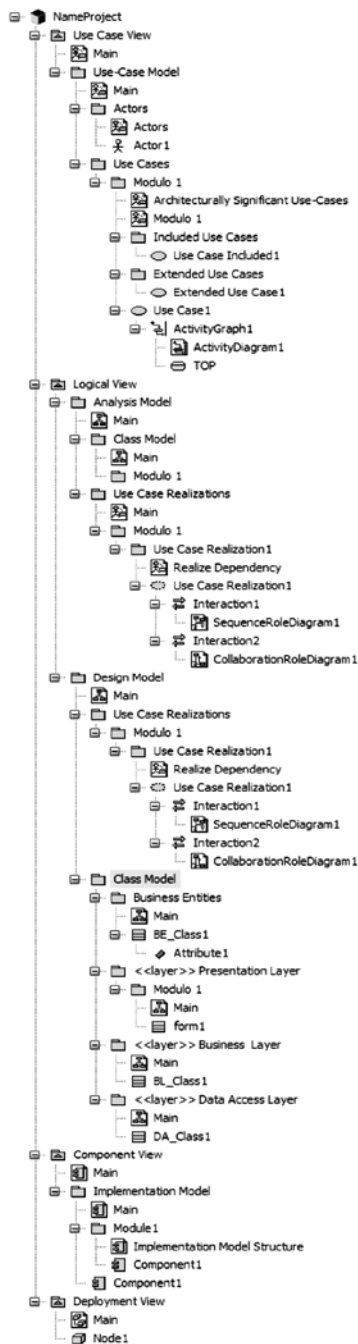 NameProject
Use Case View
Main
Use-Case Model
Main
Actors
Actors
Actor1
Use Cases
Modulo 1
Architecturally Significant Use-Cases
Modulo 1
Included Use Cases
Use Case Included1
Extended Use Cases
Extended Use Case1
Use Case1
ActivityGraph1
ActivityDiagram1
TOP
Logical View
Analysis Model
Main
Class Model
Main
Modulo 1
Use Case Realizations
Main
Modulo 1
Use Case Realization1
Realize Dependency
Use Case Realization1
Interaction1
SequenceRoleDiagram1
Interaction2
CollaborationRoleDiagram1
Design Model
Main
Use Case Realizations
Modulo 1
Use Case Realization1
Realize Dependency
Use Case Realization1
Interaction1
SequenceRoleDiagram1
Interaction2
CollaborationRoleDiagram1
Class Model
Business Entities
Main
BE_Class1
Attribute1
<<layer>> Presentation Layer
Modulo 1
Main
form1
<<layer>> Business Layer
Main
BL_Class1
<<layer>> Data Access Layer
Main
DA_Class1
Component View
Main
Implementation Model
Main
Module1
Implementation Model Structure
Component1
Component1
Deployment View
Main
Node1